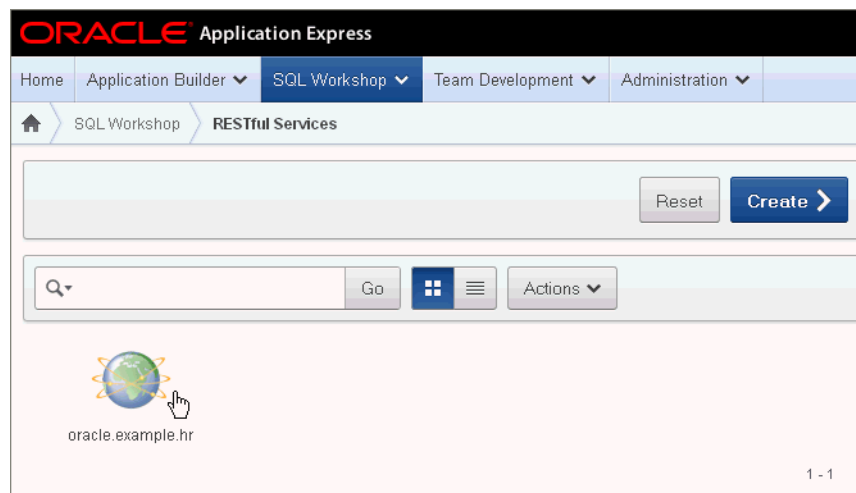 ORACLE Application Express
Home Application Builder SQL Workshop Team Development Administration
SQL Workshop RESTful Services
Reset Create
Go Actions
oracle.example.hr
1 - 1